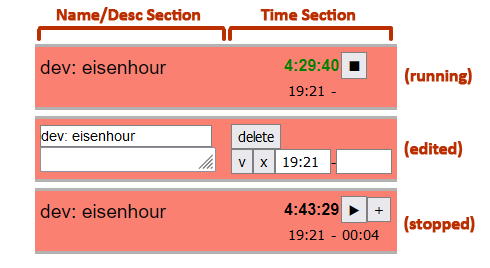 Name/Desc Section Time Section
dev: eisenhour 4:29:40 ■ (running)
19:21 -
dev: eisenhour delete (edited)
v x 19:21 -
dev: eisenhour 4:43:29 ▶ + (stopped)
19:21 - 00:04